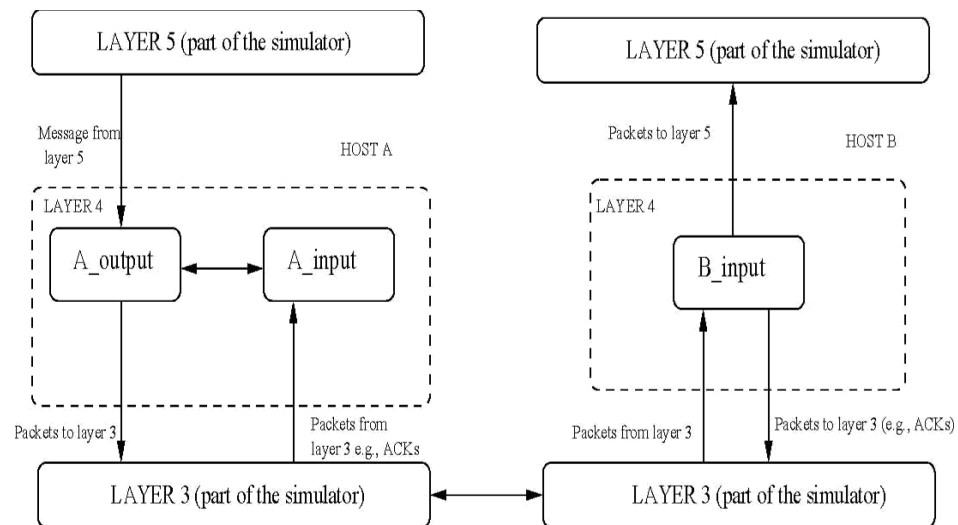 LAYER 5 (part of the simulator)
LAYER 5 (part of the simulator)
Message from
layer 5
HOST A
Packets to layer 5
HOST B
LAYER 4
LAYER 4
A_output
A_input
B_input
Packets to layer 3
Packets from
layer 3 e.g., ACKs
Packets from layer 3
Packets to layer 3 (e.g., ACKs)
LAYER 3 (part of the simulator)
LAYER 3 (part of the simulator)